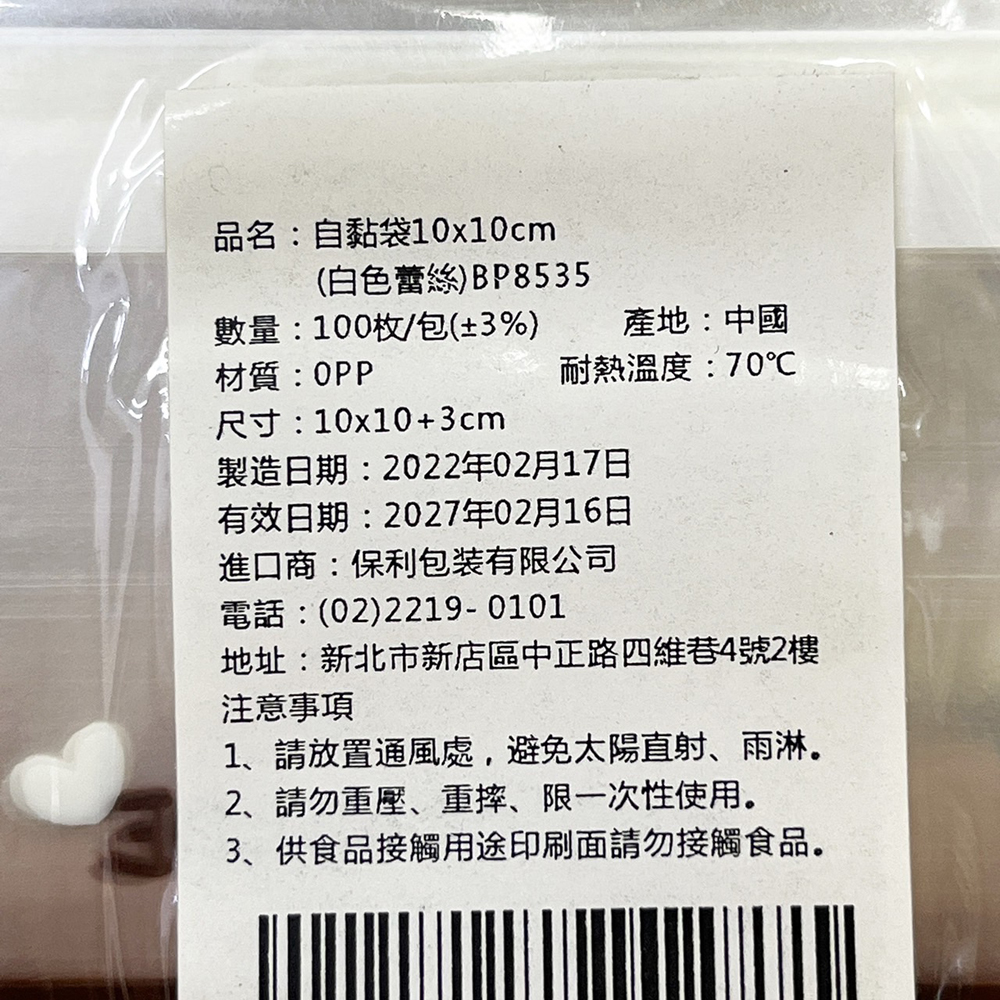 品名：自黏袋10x10cm
(白色蕾絲)BP8535
數量：100枚/包(±3%) 產地：中國
材質：OPP 耐熱溫度：70℃
尺寸：10x10+3cm
製造日期：2022年02月17日
有效日期：2027年02月16日
進口商：保利包裝有限公司
電話：(02)2219-0101
地址：新北市新店區中正路四維巷4號2樓
注意事項
1、請放置通風處，避免太陽直射、雨淋。
2、請勿重壓、重摔、限一次性使用。
3、供食品接觸用途印刷面請勿接觸食品。